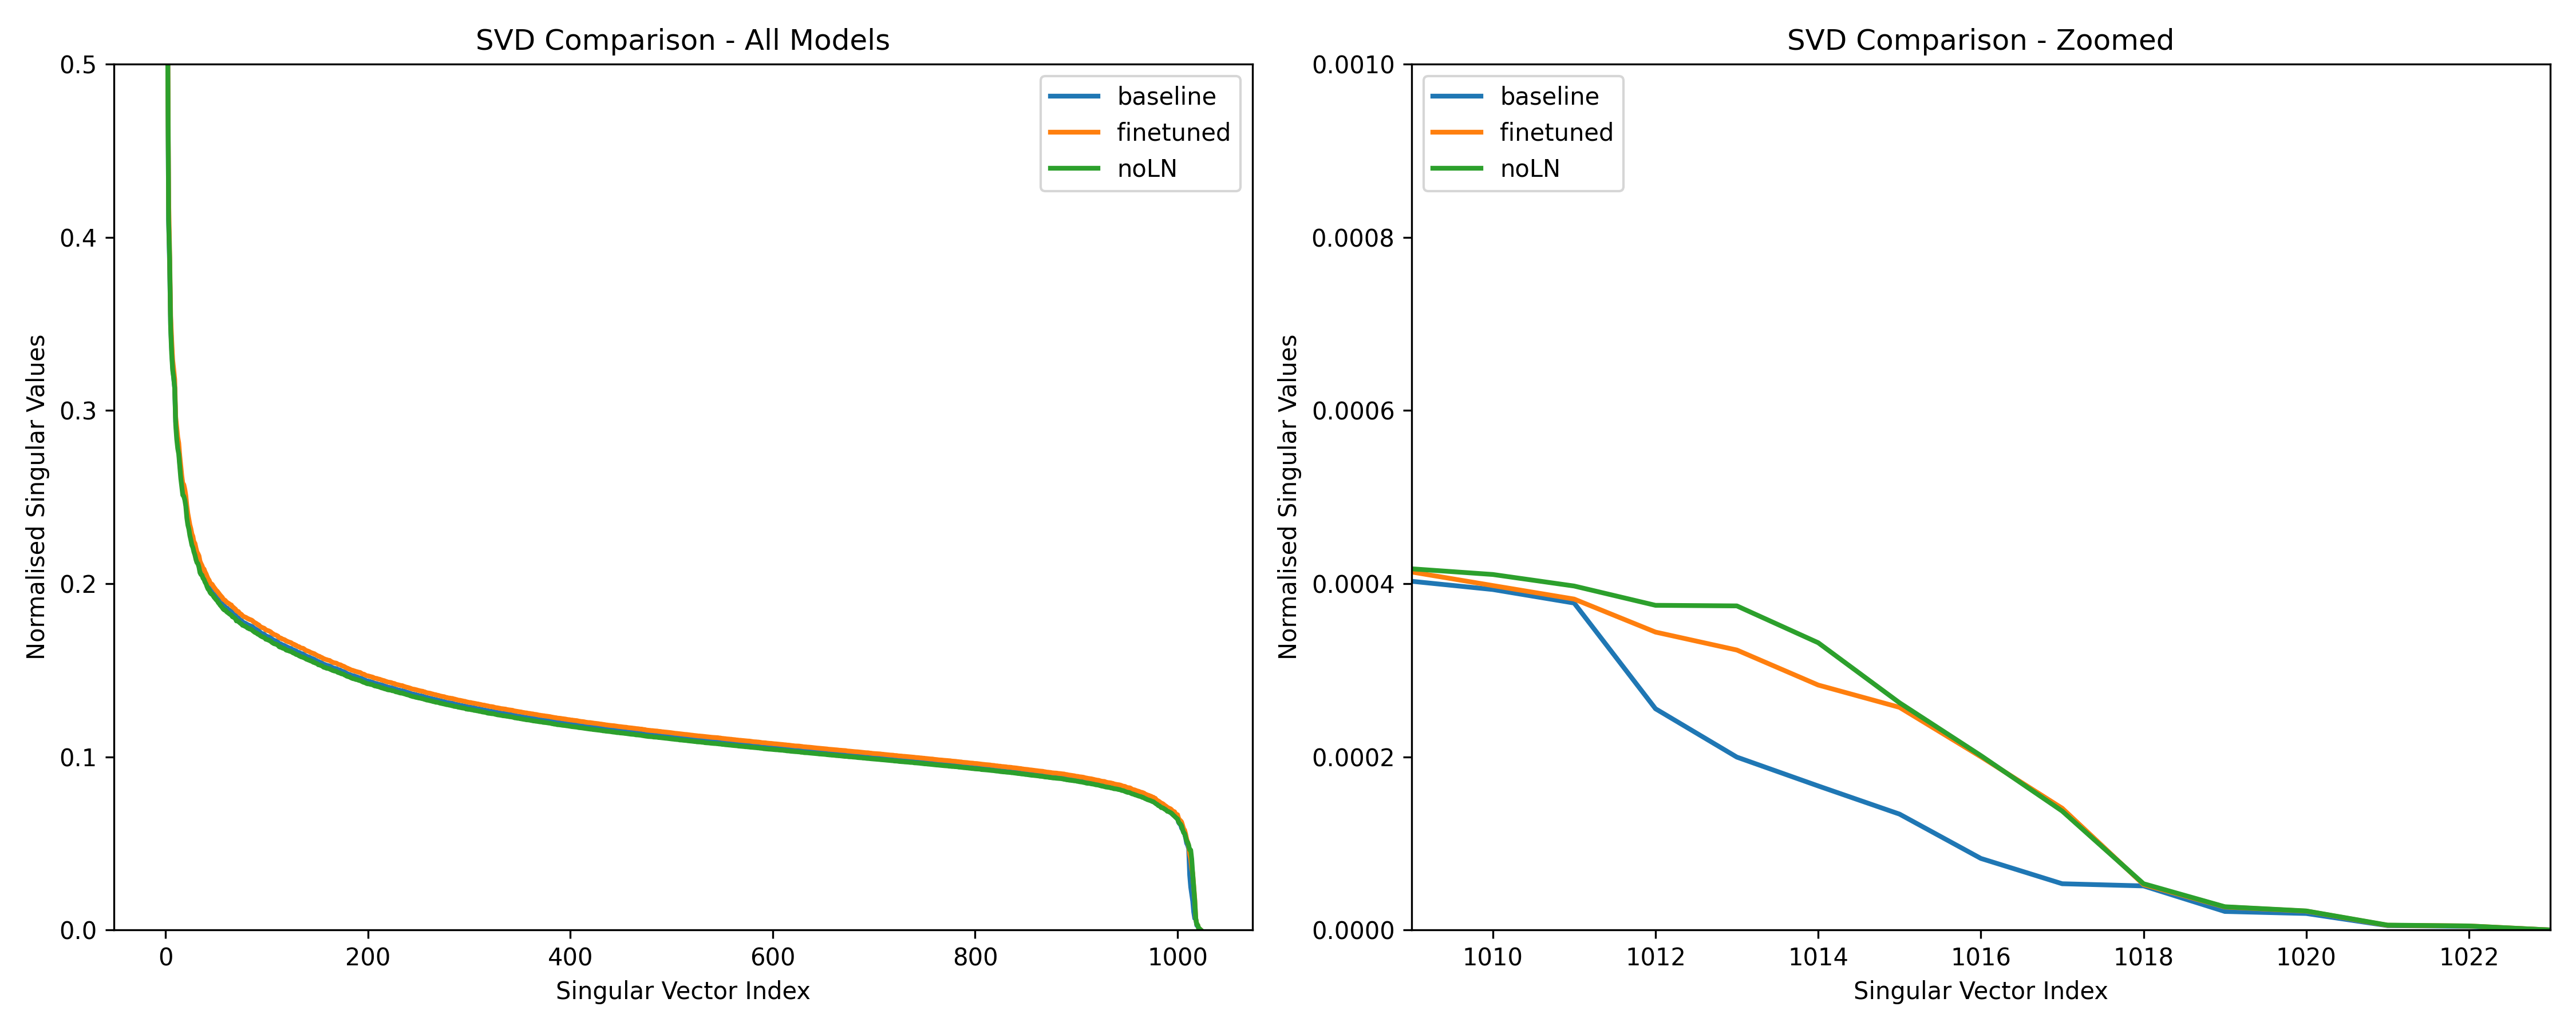 SVD Comparison - All Models
Normalised Singular Values
0.5
0.4
0.3
0.2
0.1
0.0
0
200
400
600
800
1000
Singular Vector Index
baseline
finetuned
noLN
SVD Comparison - Zoomed
Normalised Singular Values
0.0010
0.0008
0.0006
0.0004
0.0002
0.0000
1010
1012
1014
1016
1018
1020
1022
Singular Vector Index
baseline
finetuned
noLN